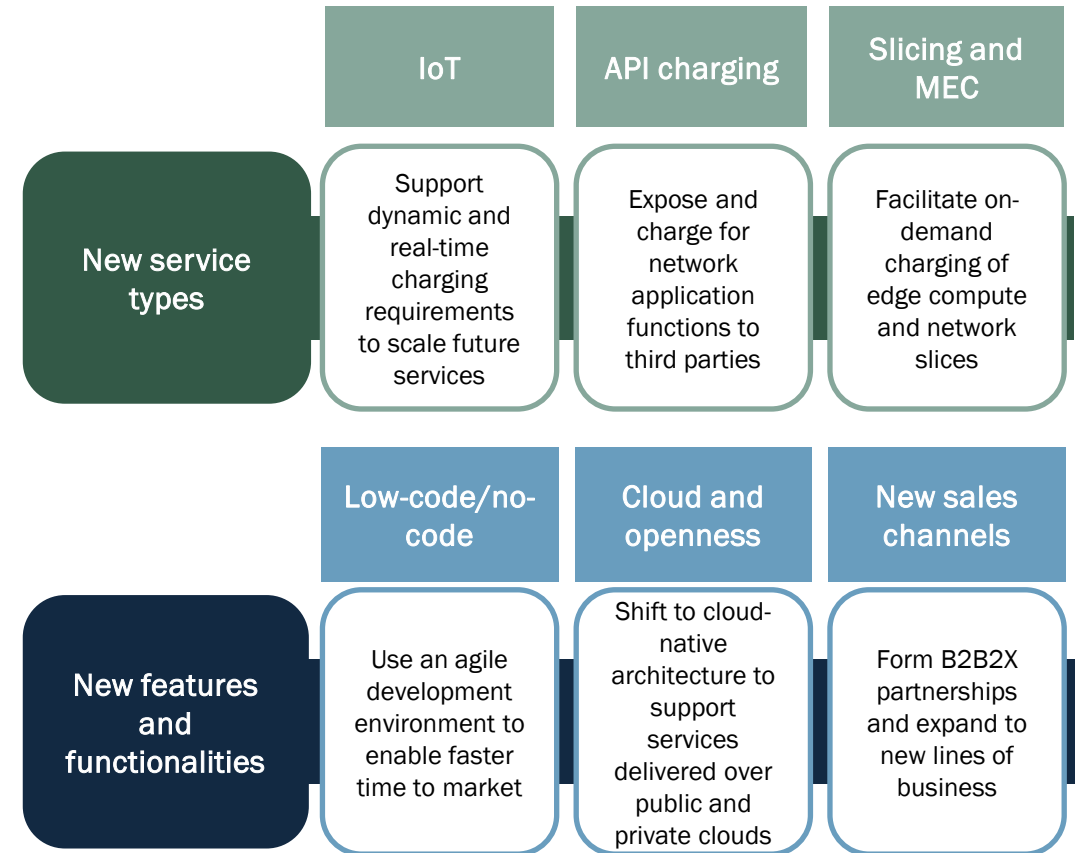 IoT
API charging
Slicing and
MEC
New service
types
Support
dynamic and
real-time
charging
requirements
to scale future
services
Expose and
charge for
network
application
functions to
third parties
Facilitate on-
demand
charging of
edge compute
and network
slices
Low-code/no-
code
Cloud and
openness
New sales
channels
New features
and
functionalities
Use an agile
development
environment to
enable faster
time to market
Shift to cloud-
native
architecture to
support
services
delivered over
public and
private clouds
Form B2B2X
partnerships
and expand to
new lines of
business